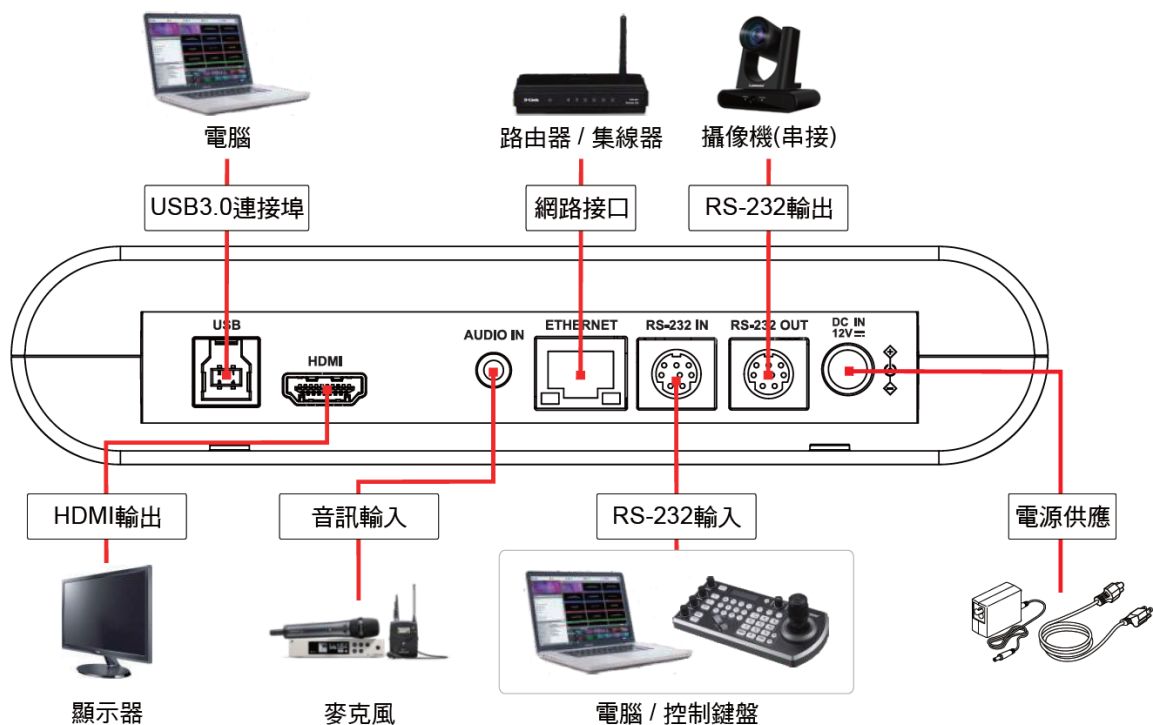 電腦
路由器 / 集線器
攝像機(串接)
USB3.0連接埠
網路接口
RS-232輸出
USB
HDMI
AUDIO IN
ETHERNET
RS-232 IN
RS-232 OUT
DC IN
12V
HDMI輸出
音訊輸入
RS-232輸入
電源供應
顯示器
麥克風
電腦 / 控制鍵盤
D-Link